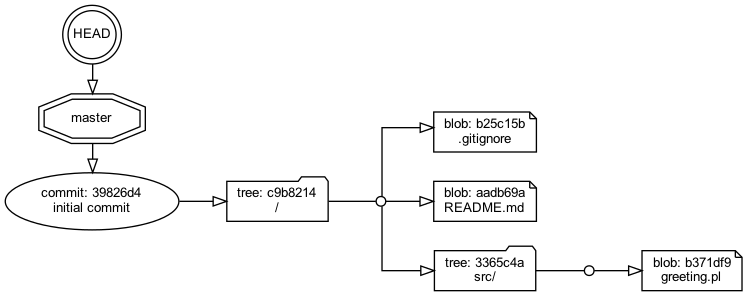 HEAD
master
commit: 39826d4
initial commit
tree: c9b8214
/
blob: b25c15b
.gitignore
blob: aadb69a
README.md
tree: 3365c4a
src/
blob: b371df9
greeting.pl